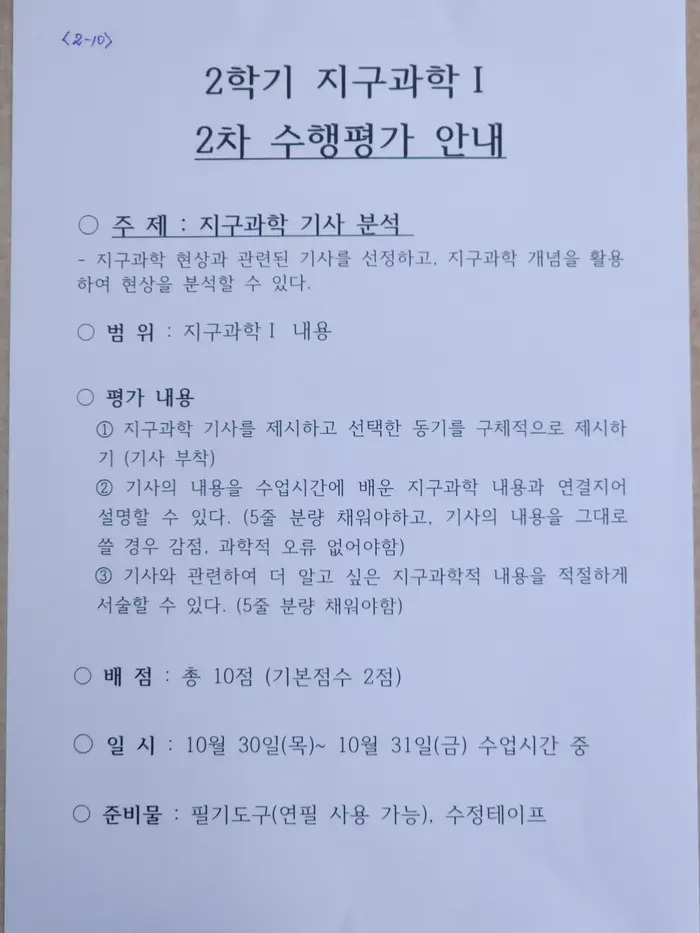 <2-10>
2학기 지구과학Ⅰ
2차 수행평가 안내
○ 주 제 : 지구과학 기사 분석
- 지구과학 현상과 관련된 기사를 선정하고, 지구과학 개념을 활용
하여 현상을 분석할 수 있다.
○ 범 위 : 지구과학Ⅰ 내용
○ 평가 내용
① 지구과학 기사를 제시하고 선택한 동기를 구체적으로 제시하
기 (기사 부착)
② 기사의 내용을 수업시간에 배운 지구과학 내용과 연결지어
설명할 수 있다. (5줄 분량 채워야하고, 기사의 내용을 그대로
쓸 경우 감점, 과학적 오류 없어야함)
③ 기사와 관련하여 더 알고 싶은 지구과학적 내용을 적절하게
서술할 수 있다. (5줄 분량 채워야함)
○ 배 점 : 총 10점 (기본점수 2점)
○ 일 시 : 10월 30일(목)~ 10월 31일(금) 수업시간 중
○ 준비물 : 필기도구(연필 사용 가능), 수정테이프